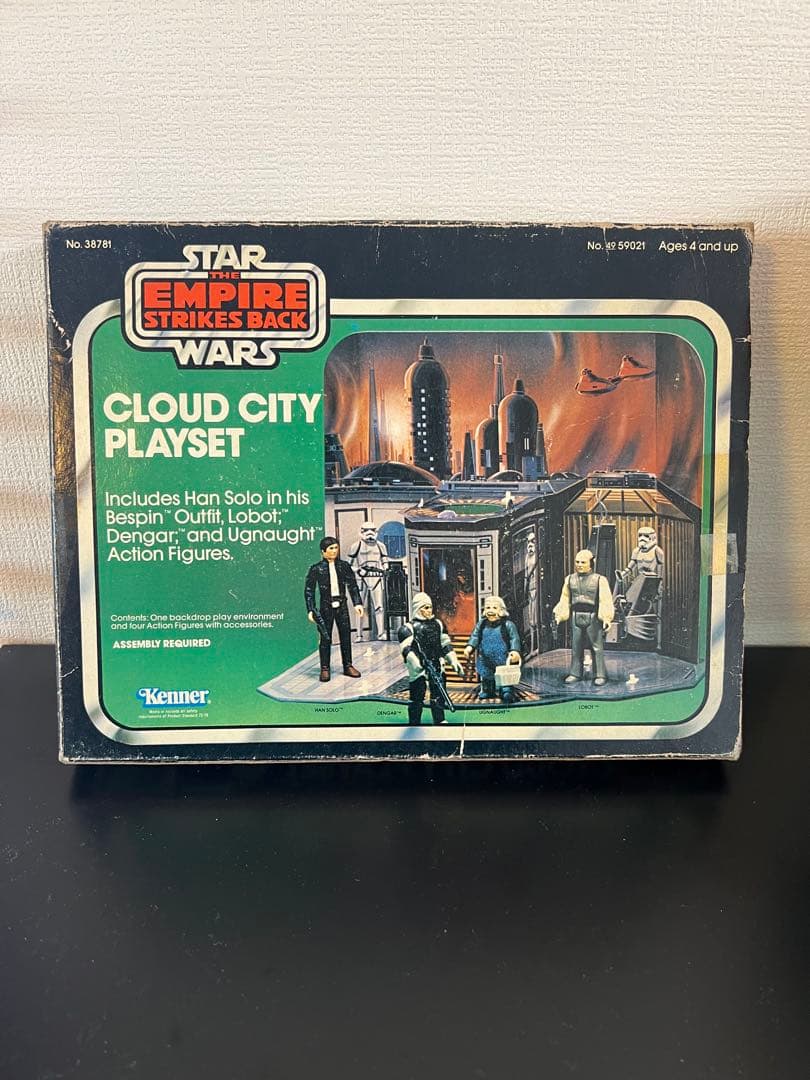 No. 38781
No. 49 59021 Ages 4 and up
STAR
THE
EMPIRE
STRIKES BACK
WARS
CLOUD CITY
PLAYSET
Includes Han Solo in his
Bespin™ Outfit, Lobot,™
Dengar,™ and Ugnaught™
Action Figures.
Contents: One backdrop play environment
and four Action Figures with accessories.
ASSEMBLY REQUIRED
Kenner®
HAN SOLO™
DENGAR™
UGNAUGHT™
LOBOT™